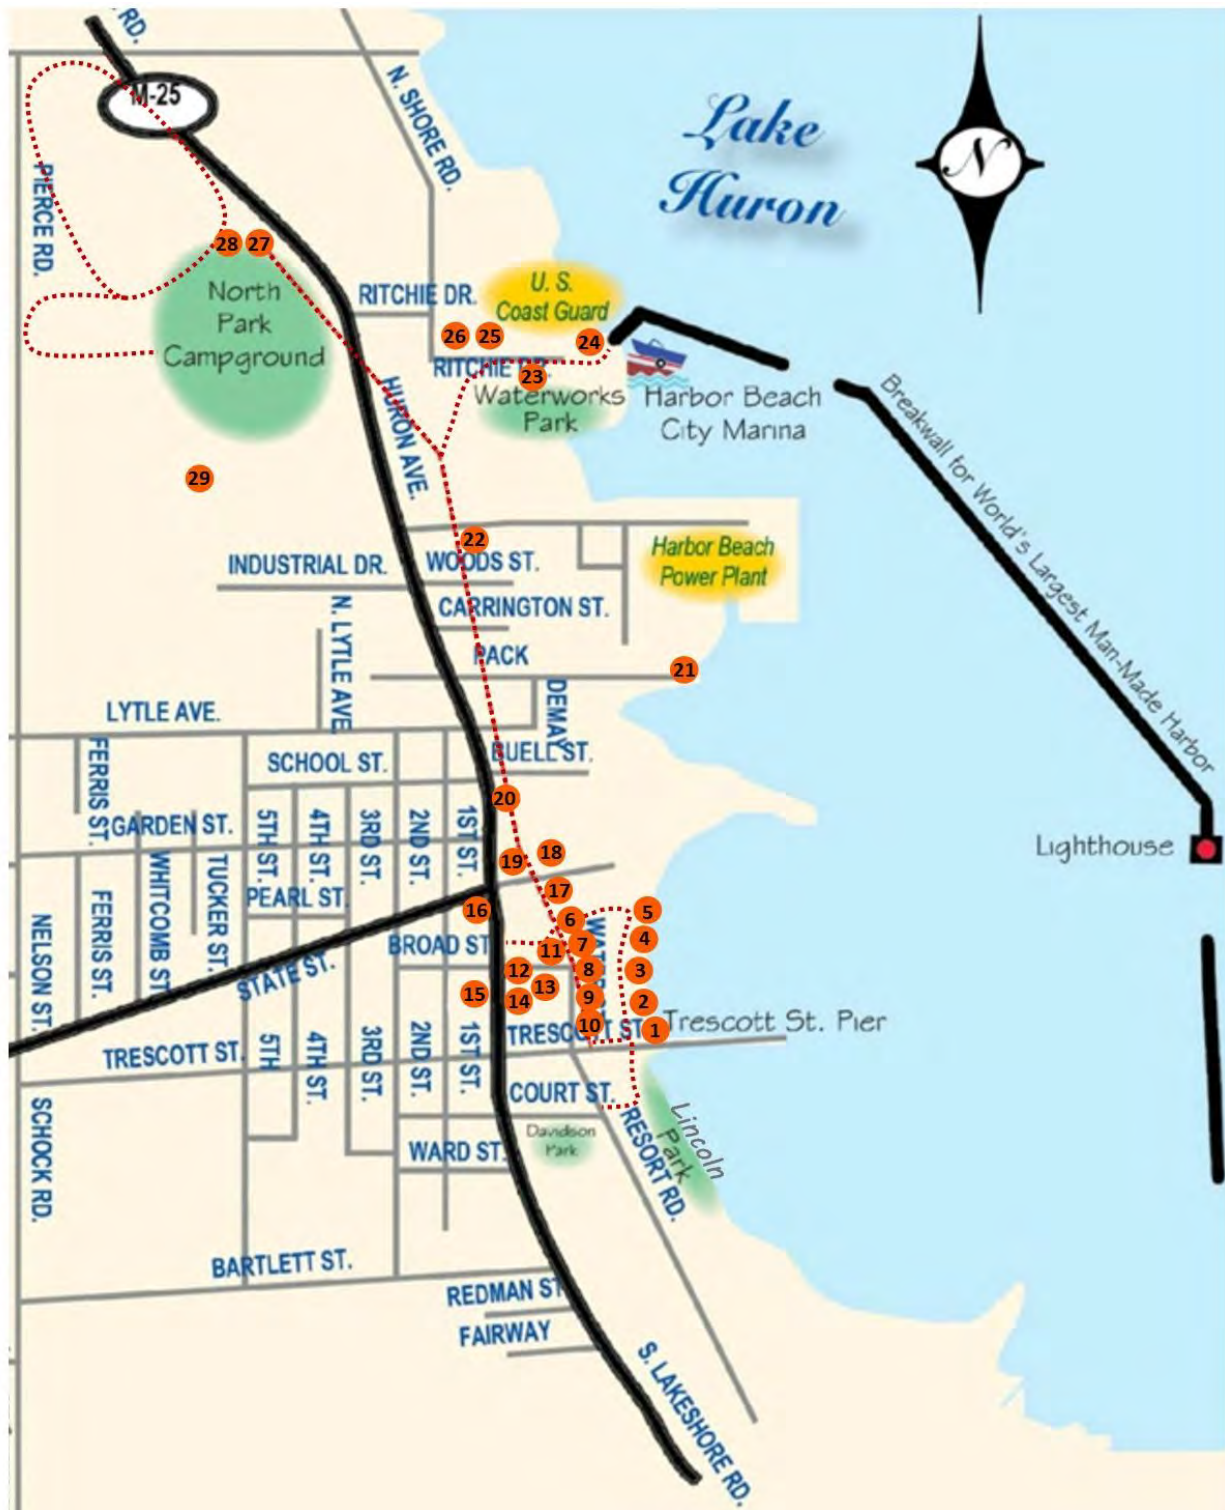 RD.
M-25
N. SHORE RD.
Lake
Huron
N
PIERCE RD.
28
27
North
Park
Campground
RITCHIE DR.
U. S.
Coast Guard
26
25
24
RITCHIE DR.
23
Waterworks
Park
Harbor Beach
City Marina
Breakwall for World's Largest Man-Made Harbor
HURON AVE.
29
22
INDUSTRIAL DR.
WOODS ST.
Harbor Beach
Power Plant
CARRINGTON ST.
N. LYTLE AVE.
PACK
21
DEMAY
LYTLE AVE.
BUELL ST.
FERRIS ST.
SCHOOL ST.
20
GARDEN ST.
5TH ST.
4TH ST.
3RD ST.
2ND ST.
1ST ST.
Lighthouse
19
18
WHITCOMB ST.
TUCKER ST.
PEARL ST.
17
16
6
5
NELSON ST.
FERRIS ST.
BROAD ST.
11
7
4
STATE ST.
12
8
3
13
15
14
9
2
10
1
TRESCOTT ST.
Trescott St. Pier
TRESCOTT ST.
5TH
4TH ST.
3RD ST.
2ND ST.
1ST ST.
COURT ST.
SCHOCK RD.
Davidson
Park
Lincoln
Park
WARD ST.
RESORT RD.
BARTLETT ST.
REDMAN ST
FAIRWAY
S. LAKESHORE RD.